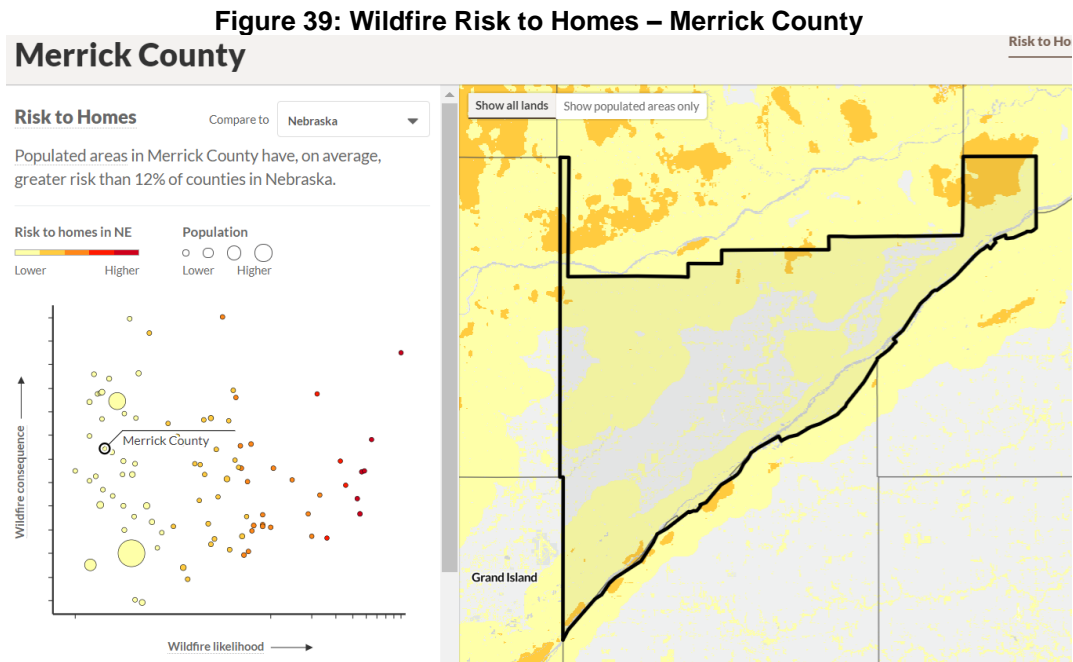 Figure 39: Wildfire Risk to Homes – Merrick County
Merrick County
Risk to Ho
Risk to Homes
Compare to
Nebraska
Populated areas in Merrick County have, on average,
greater risk than 12% of counties in Nebraska.
Risk to homes in NE
Population
Lower
Higher
Lower
Higher
Merrick County
Wildfire consequence
Wildfire likelihood
Show all lands
Show populated areas only
Grand Island